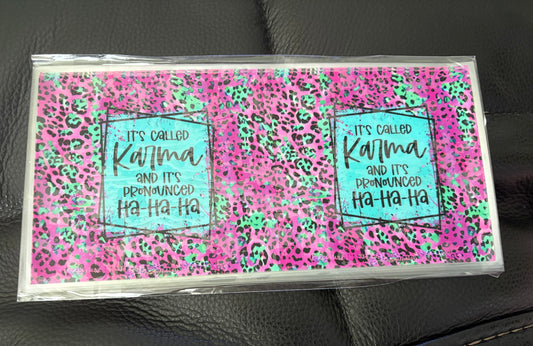 IT'S CALLED
Karma
AND IT'S
PRONOUNCED
Ha-Ha-Ha
IT'S CALLED
Karma
AND IT'S
PRONOUNCED
Ha-Ha-Ha